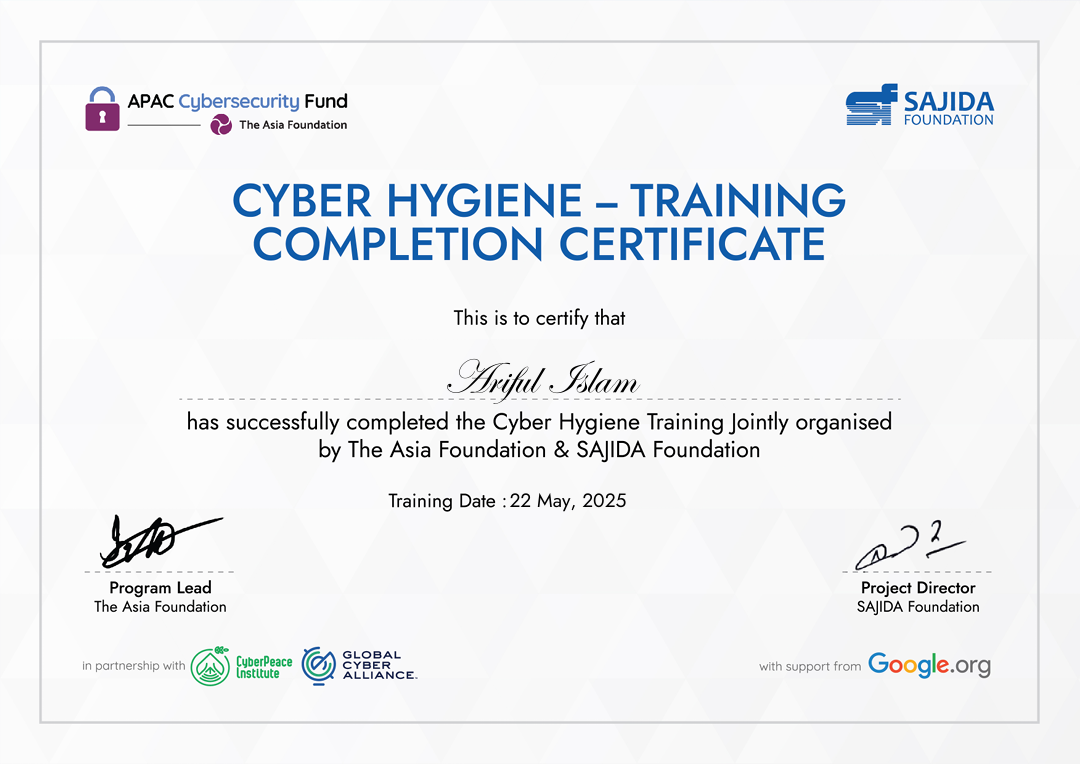 APAC Cybersecurity Fund
The Asia Foundation
SAJIDA
FOUNDATION
CYBER HYGIENE – TRAINING
COMPLETION CERTIFICATE
This is to certify that
Ariful Islam
has successfully completed the Cyber Hygiene Training Jointly organised
by The Asia Foundation & SAJIDA Foundation
Training Date : 22 May, 2025
Program Lead
The Asia Foundation
Project Director
SAJIDA Foundation
in partnership with
CyberPeace
Institute
GLOBAL
CYBER
ALLIANCE.
with support from Google.org